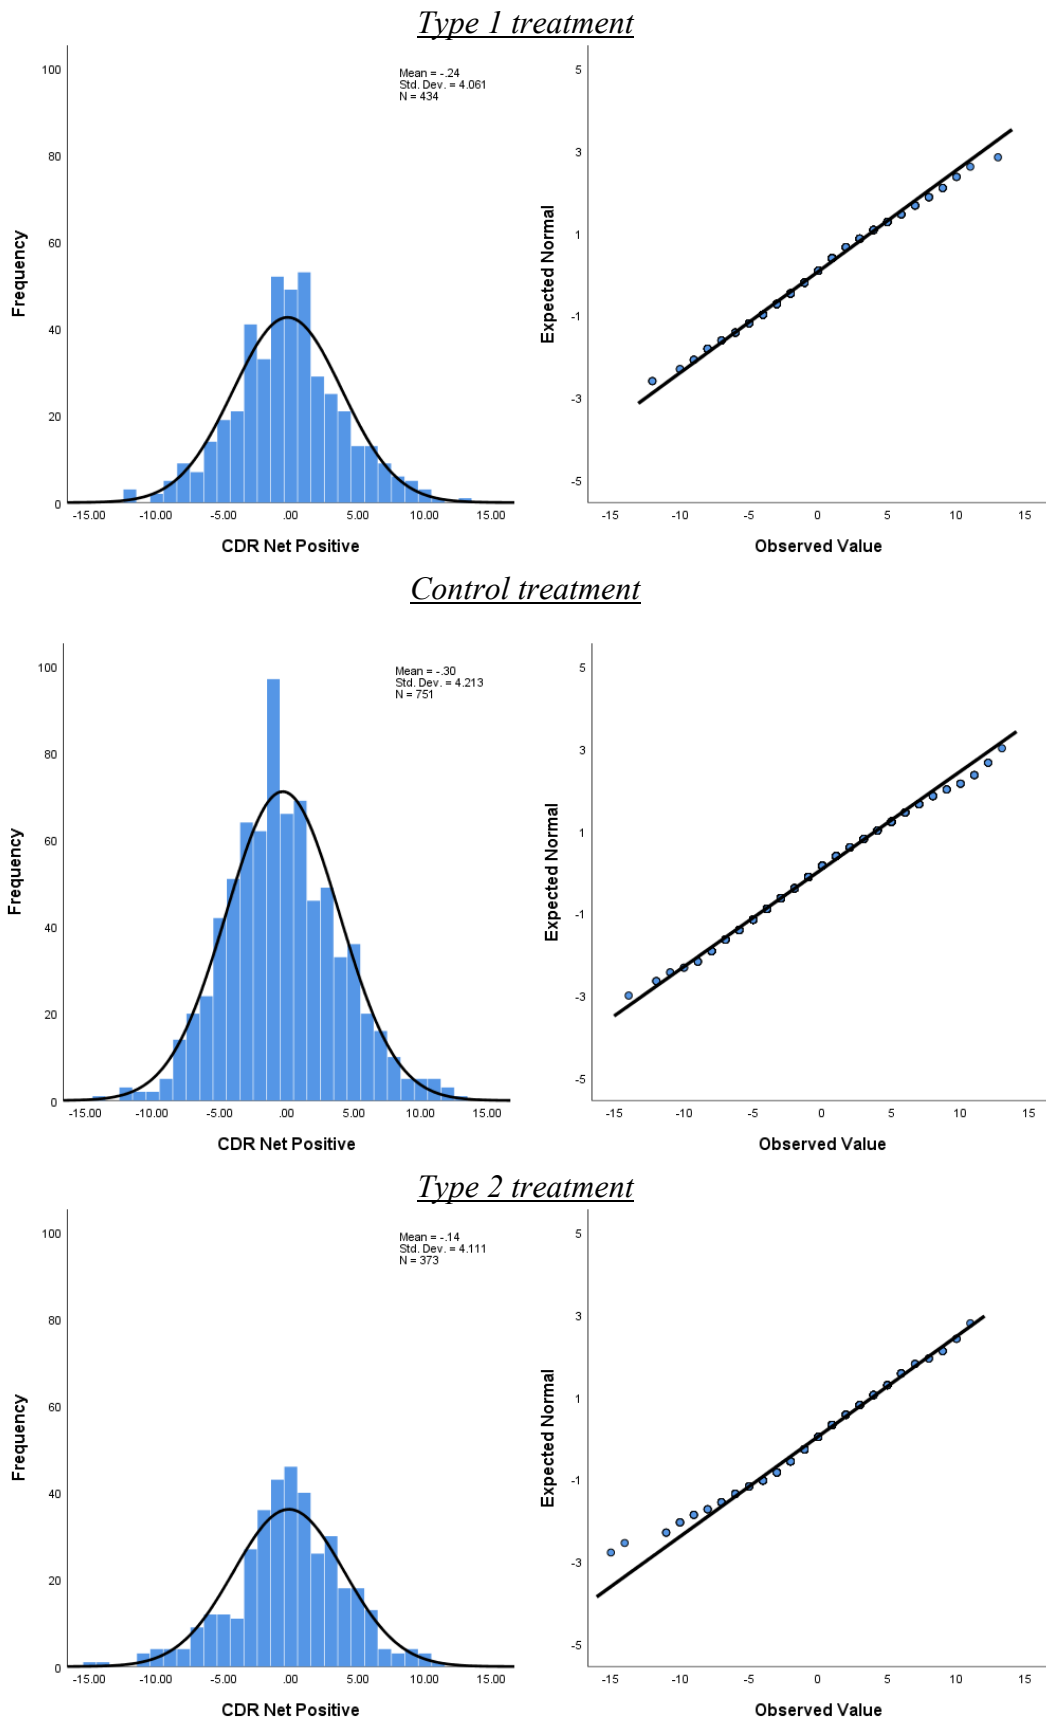 Type 1 treatment
Mean = -.24
Std. Dev. = 4.061
N = 434
100
80
60
40
20
0
Frequency
-15.00 -10.00 -5.00 .00 5.00 10.00 15.00
CDR Net Positive
5
3
1
-1
-3
-5
Expected Normal
-15 -10 -5 0 5 10 15
Observed Value
Control treatment
Mean = -.30
Std. Dev. = 4.213
N = 751
100
80
60
40
20
0
Frequency
-15.00 -10.00 -5.00 .00 5.00 10.00 15.00
CDR Net Positive
5
3
1
-1
-3
-5
Expected Normal
-15 -10 -5 0 5 10 15
Observed Value
Type 2 treatment
Mean = -.14
Std. Dev. = 4.111
N = 373
100
80
60
40
20
0
Frequency
-15.00 -10.00 -5.00 .00 5.00 10.00 15.00
CDR Net Positive
5
3
1
-1
-3
-5
Expected Normal
-15 -10 -5 0 5 10 15
Observed Value